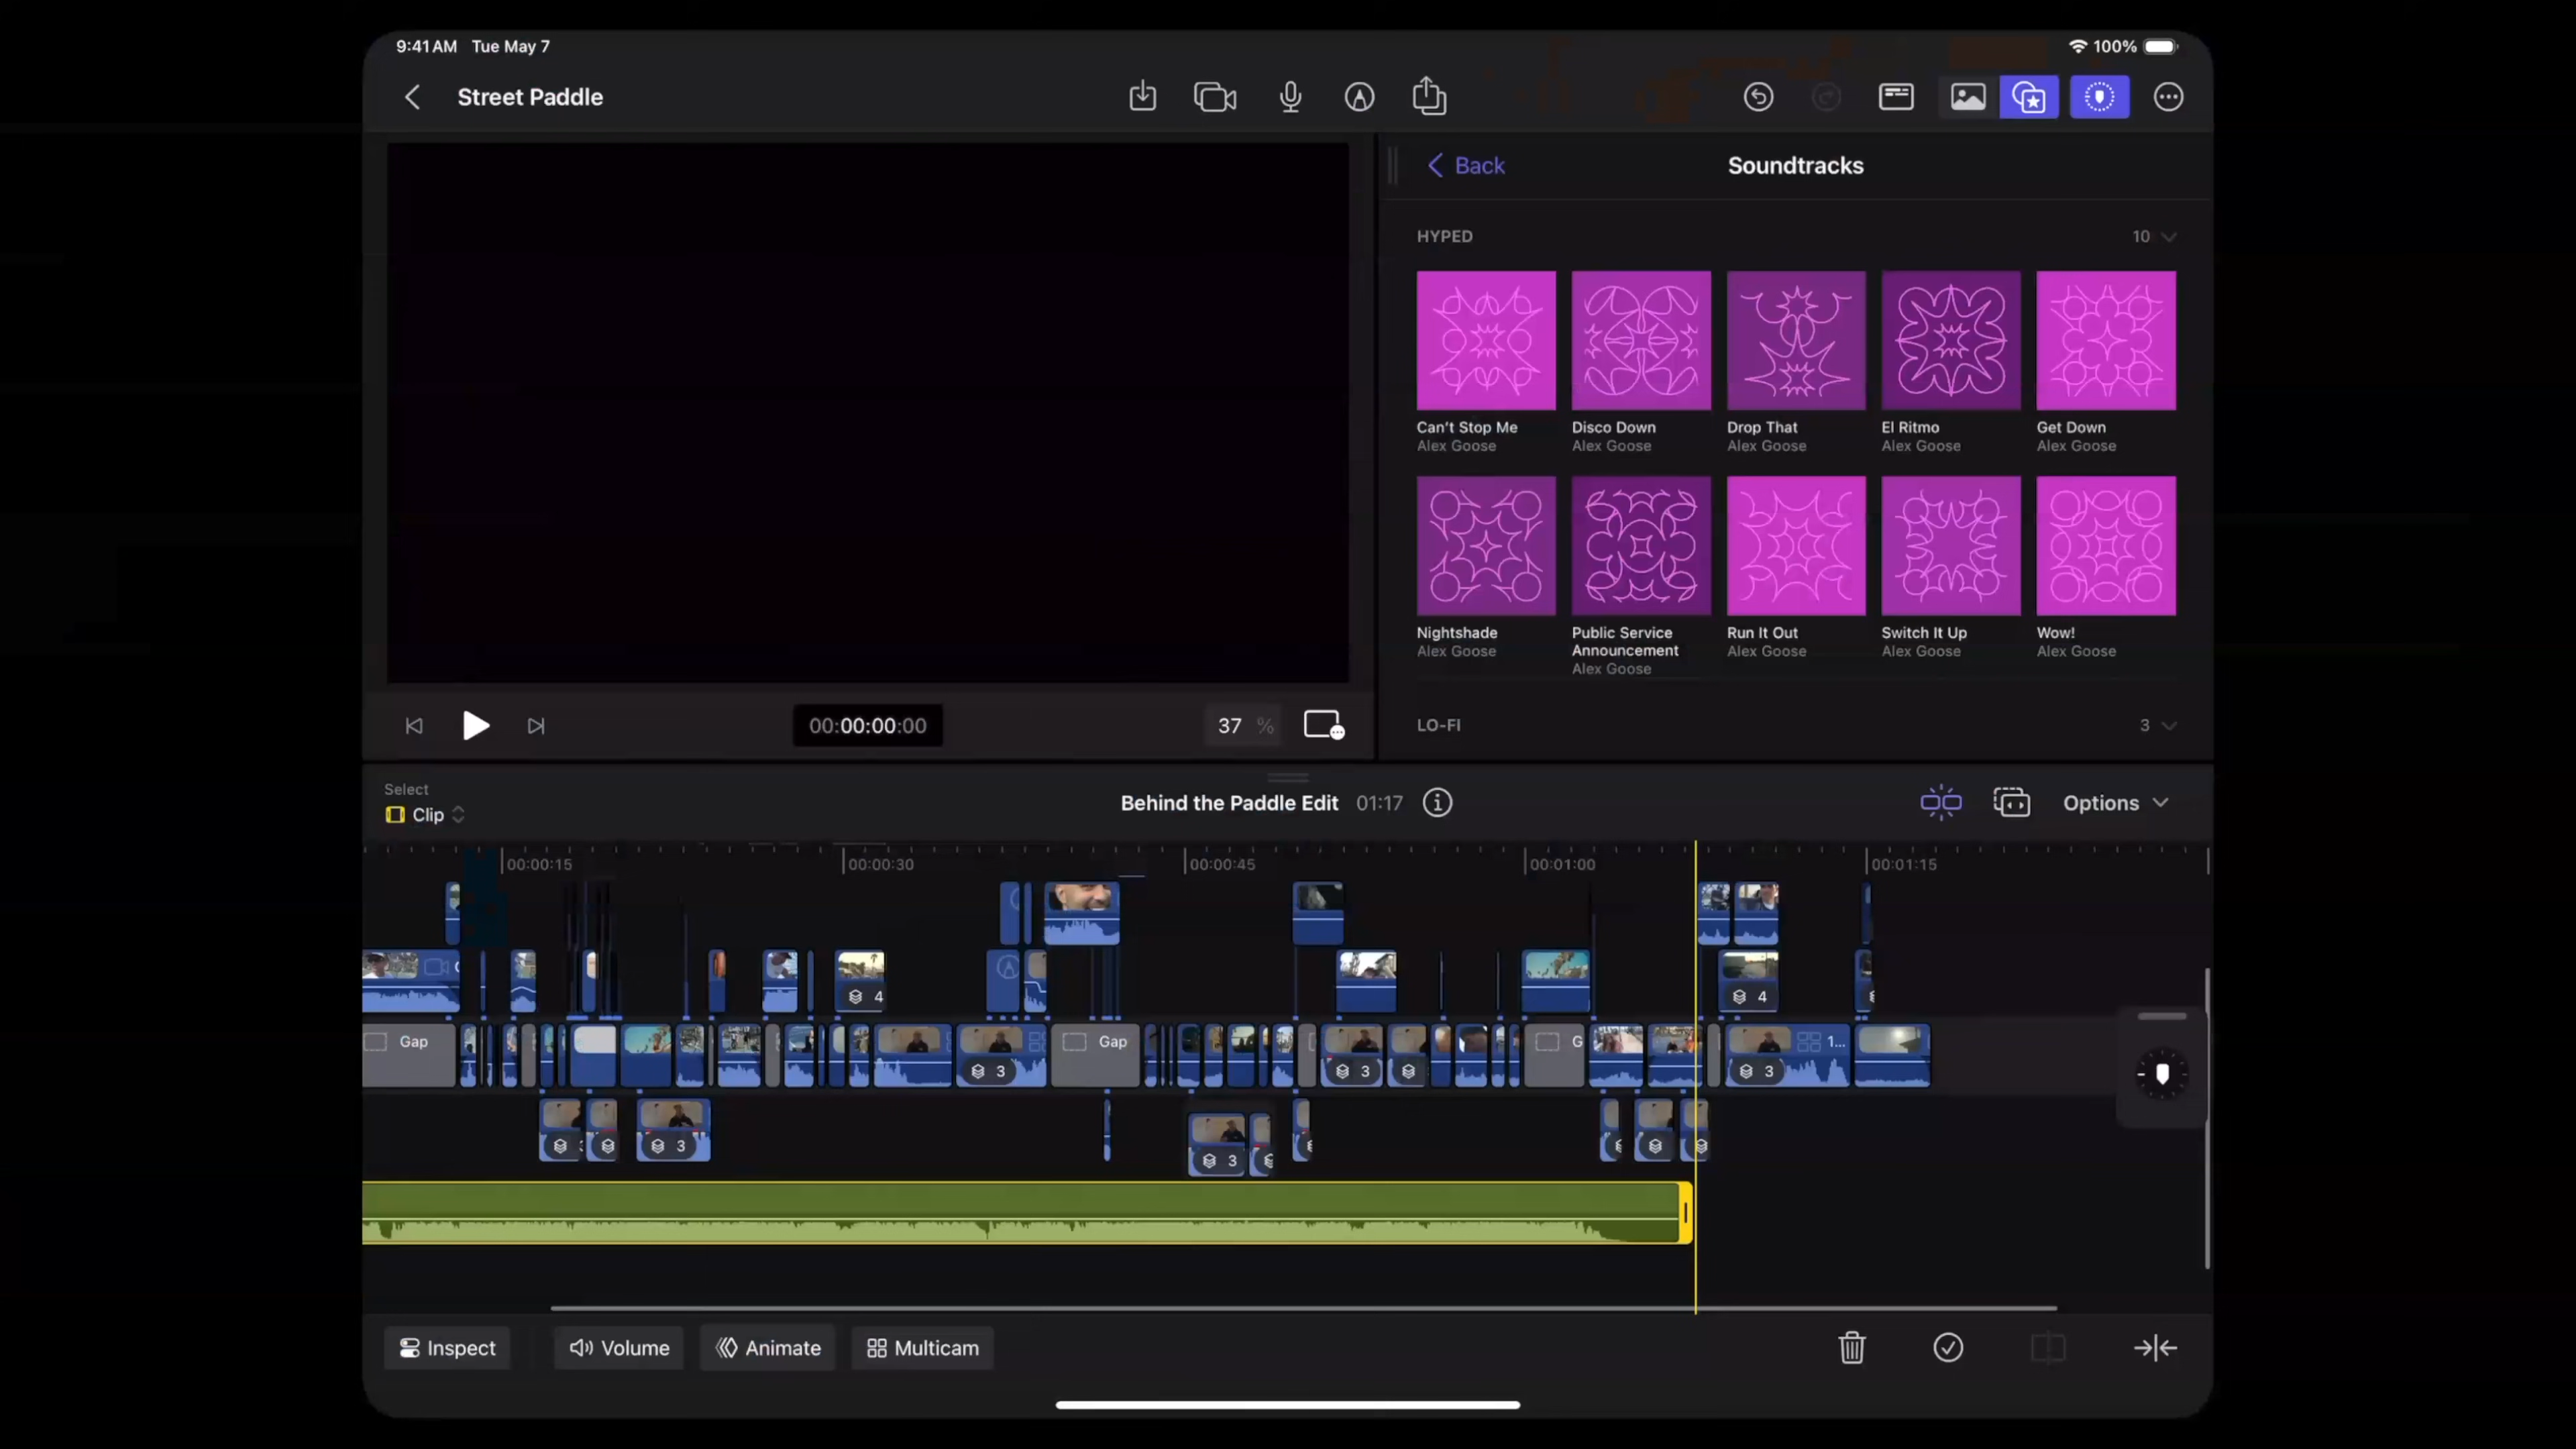 9:41 AM Tue May 7
100%
Street Paddle
Back
Soundtracks
HYPED
10
Can't Stop Me
Alex Goose
Disco Down
Alex Goose
Drop That
Alex Goose
El Ritmo
Alex Goose
Get Down
Alex Goose
Nightshade
Alex Goose
Public Service
Announcement
Alex Goose
Run It Out
Alex Goose
Switch It Up
Alex Goose
Wow!
Alex Goose
LO-FI
3
00:00:00:00
37 %
Select
Clip
Behind the Paddle Edit 01:17
Options
00:00:15
00:00:30
00:00:45
00:01:00
00:01:15
4
4
Gap
3
Gap
3
G
3
1...
3
3
Inspect
Volume
Animate
Multicam